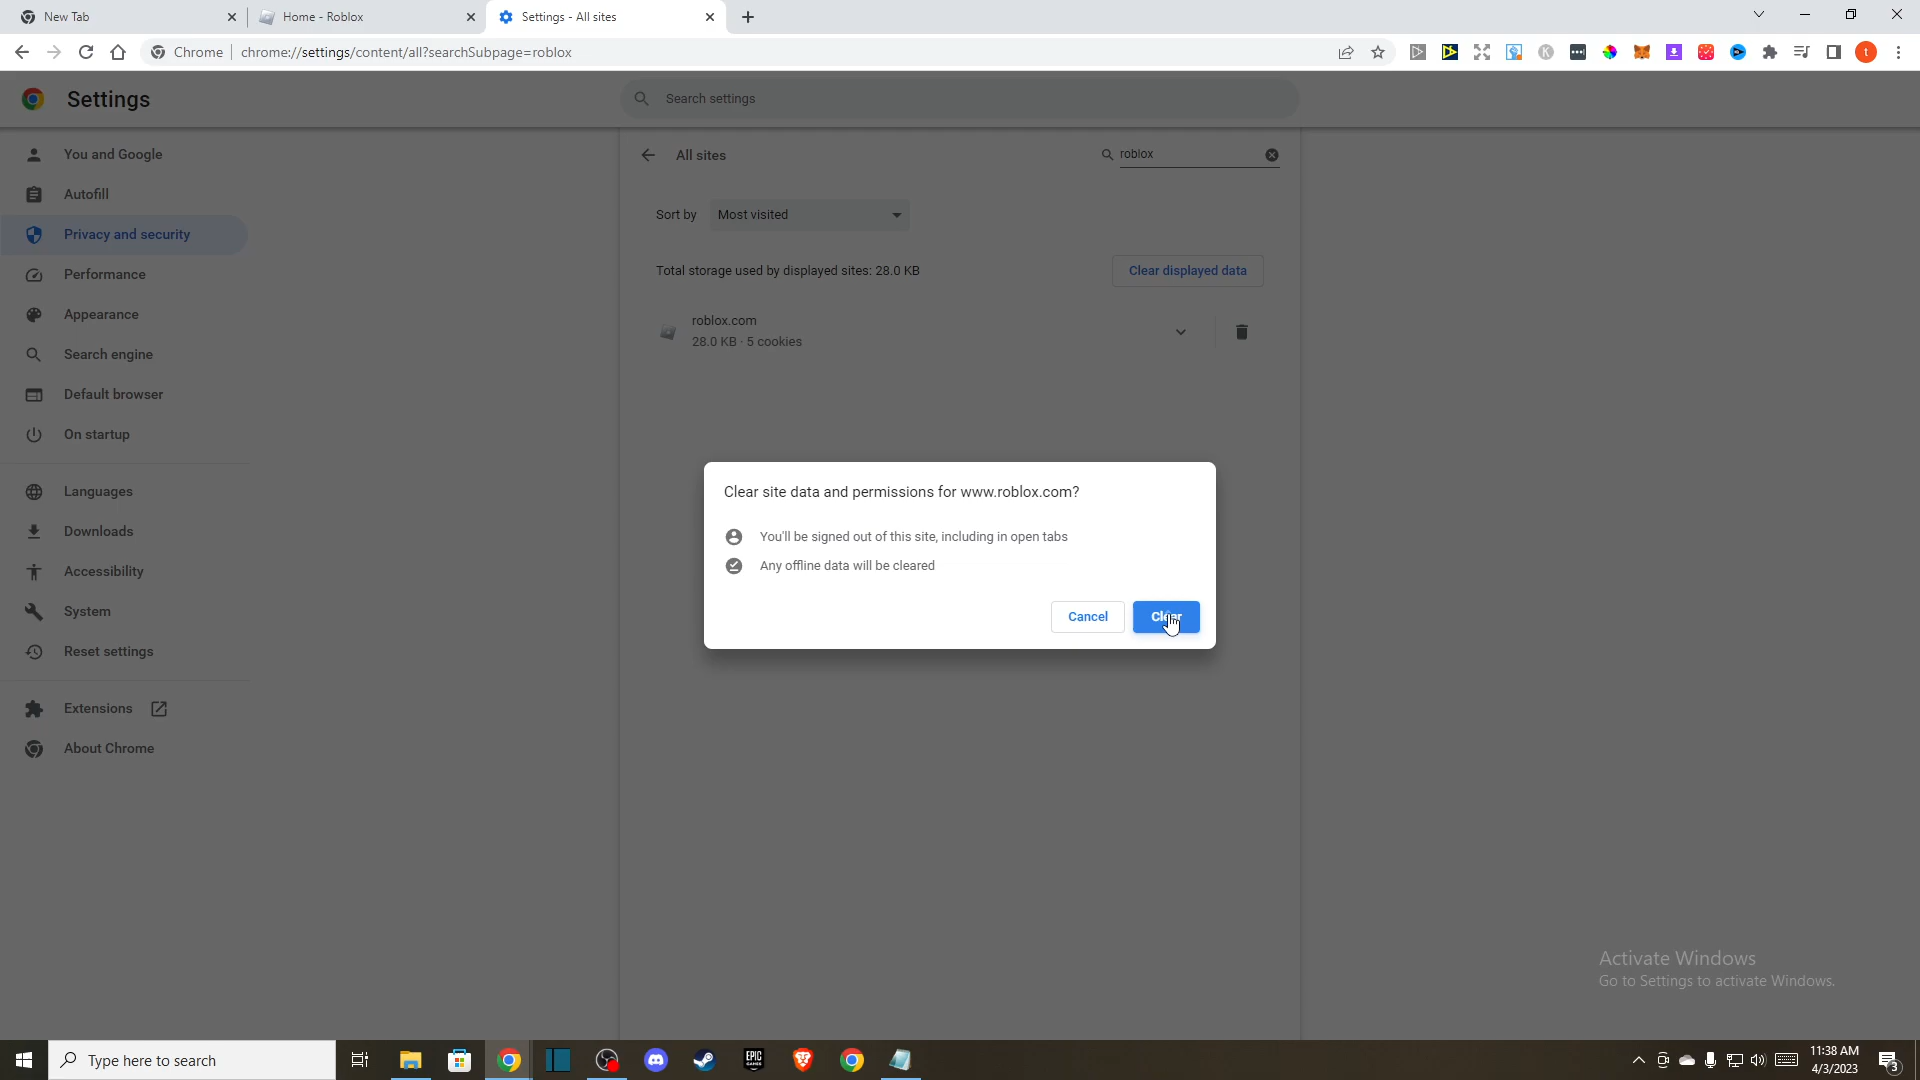 New Tab
Home - Roblox
Settings - All sites
Chrome
chrome://settings/content/all?searchSubpage=roblox
t
Settings
Search settings
You and Google
Autofill
Privacy and security
Performance
Appearance
Search engine
Default browser
On startup
Languages
Downloads
Accessibility
System
Reset settings
Extensions
About Chrome
All sites
roblox
Sort by
Most visited
Total storage used by displayed sites: 28.0 KB
Clear displayed data
roblox.com
28.0 KB · 5 cookies
Clear site data and permissions for www.roblox.com?
You'll be signed out of this site, including in open tabs
Any offline data will be cleared
Cancel
Clear
Activate Windows
Go to Settings to activate Windows.
Type here to search
EPIC
GAMES
11:38 AM
4/3/2023
3